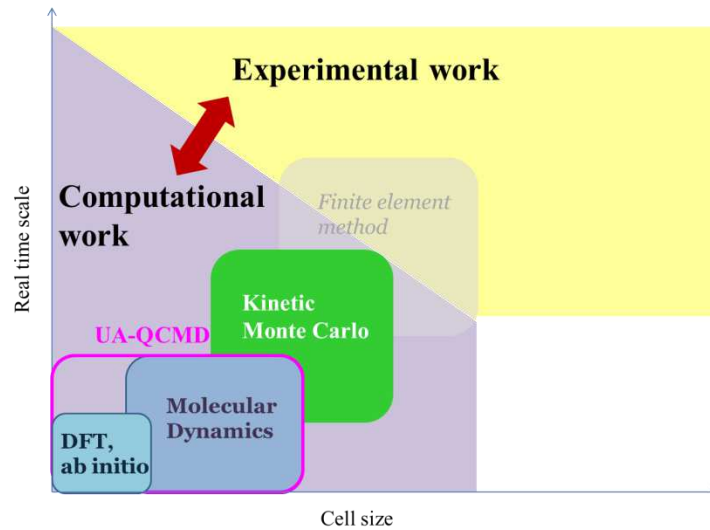 Experimental work
Computational
work
Finite element
method
Real time scale
Kinetic
Monte Carlo
UA-QCMD
Molecular
Dynamics
DFT,
ab initio
Cell size